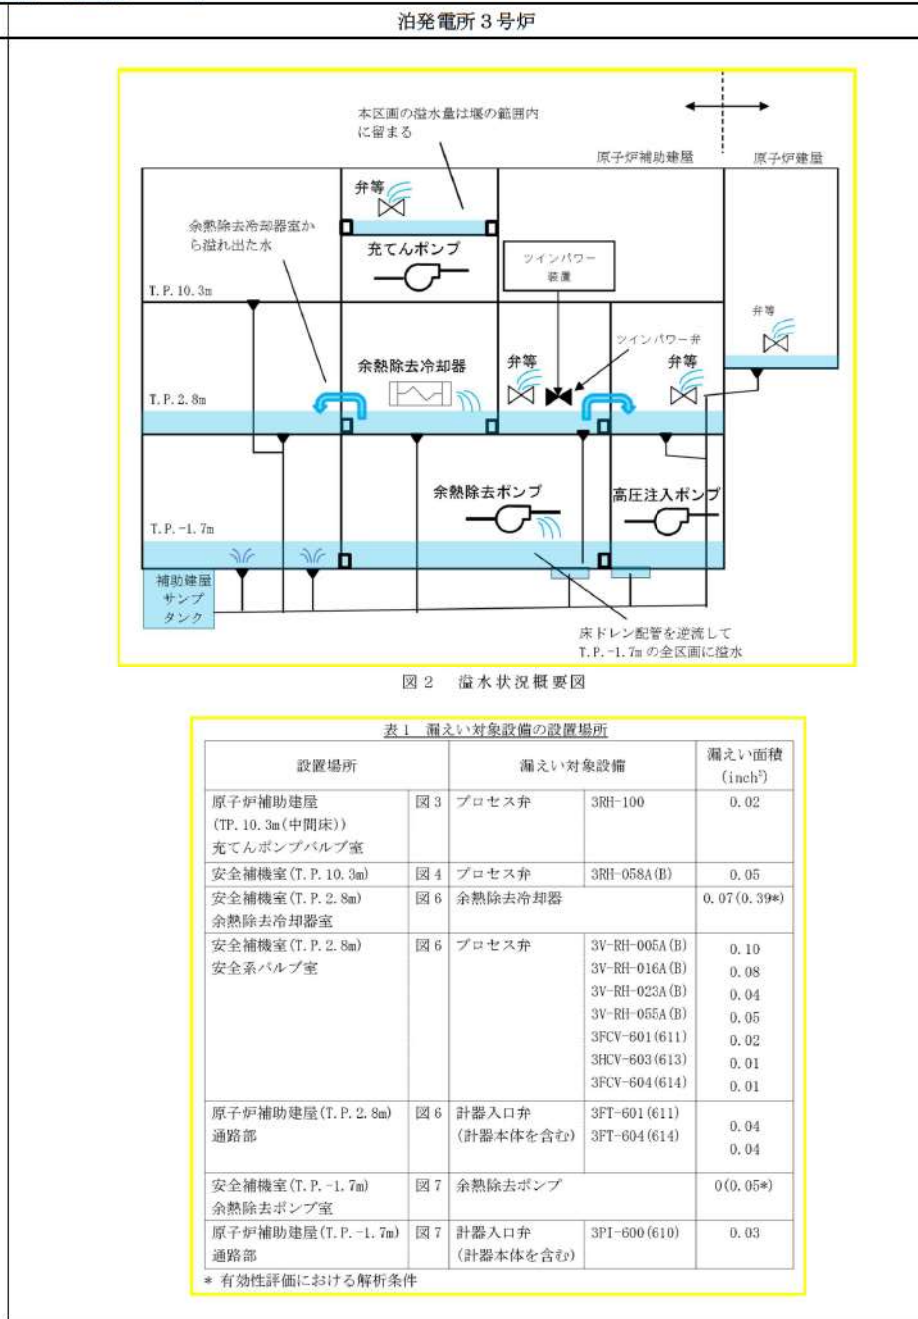 泊発電所３号炉
本区画の溢水量は堰の範囲内
に留まる
原子炉補助建屋
原子炉建屋
弁等
余熱除去冷却器室か
ら溢れ出た水
充てんポンプ
ツインパワー
装置
T.P.10.3m
弁等
ツインパワー弁
余熱除去冷却器
弁等
弁等
T.P.2.8m
余熱除去ポンプ
高圧注入ポンプ
T.P.-1.7m
補助建屋
サンプ
タンク
床ドレン配管を逆流して
T.P.-1.7mの全区画に溢水
図２　溢水状況概要図
表１　漏えい対象設備の設置場所
設置場所 漏えい対象設備 漏えい面積
(inch²)
原子炉補助建屋 図3 プロセス弁 3RH-100 0.02
(TP.10.3m(中間床))
充てんポンプバルブ室
安全補機室(T.P.10.3m) 図4 プロセス弁 3RH-058A(B) 0.05
安全補機室(T.P.2.8m) 図6 余熱除去冷却器 0.07(0.39*)
余熱除去冷却器室
安全補機室(T.P.2.8m) 図6 プロセス弁 3V-RH-005A(B) 0.10
安全系バルブ室 3V-RH-016A(B) 0.08
3V-RH-023A(B) 0.04
3V-RH-055A(B) 0.05
3FCV-601(611) 0.02
3HCV-603(613) 0.01
3FCV-604(614) 0.01
原子炉補助建屋(T.P.2.8m) 図6 計器入口弁 3FT-601(611) 0.04
通路部 (計器本体を含む) 3FT-604(614) 0.04
安全補機室(T.P.-1.7m) 図7 余熱除去ポンプ 0(0.05*)
余熱除去ポンプ室
原子炉補助建屋(T.P.-1.7m) 図7 計器入口弁 3PI-600(610) 0.03
通路部 (計器本体を含む)
* 有効性評価における解析条件